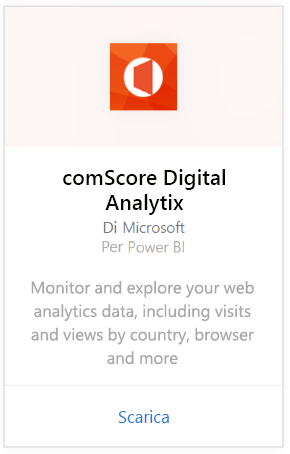 comScore Digital
Analytix
Di Microsoft
Per Power BI
Monitor and explore your web
analytics data, including visits
and views by country, browser
and more
Scarica